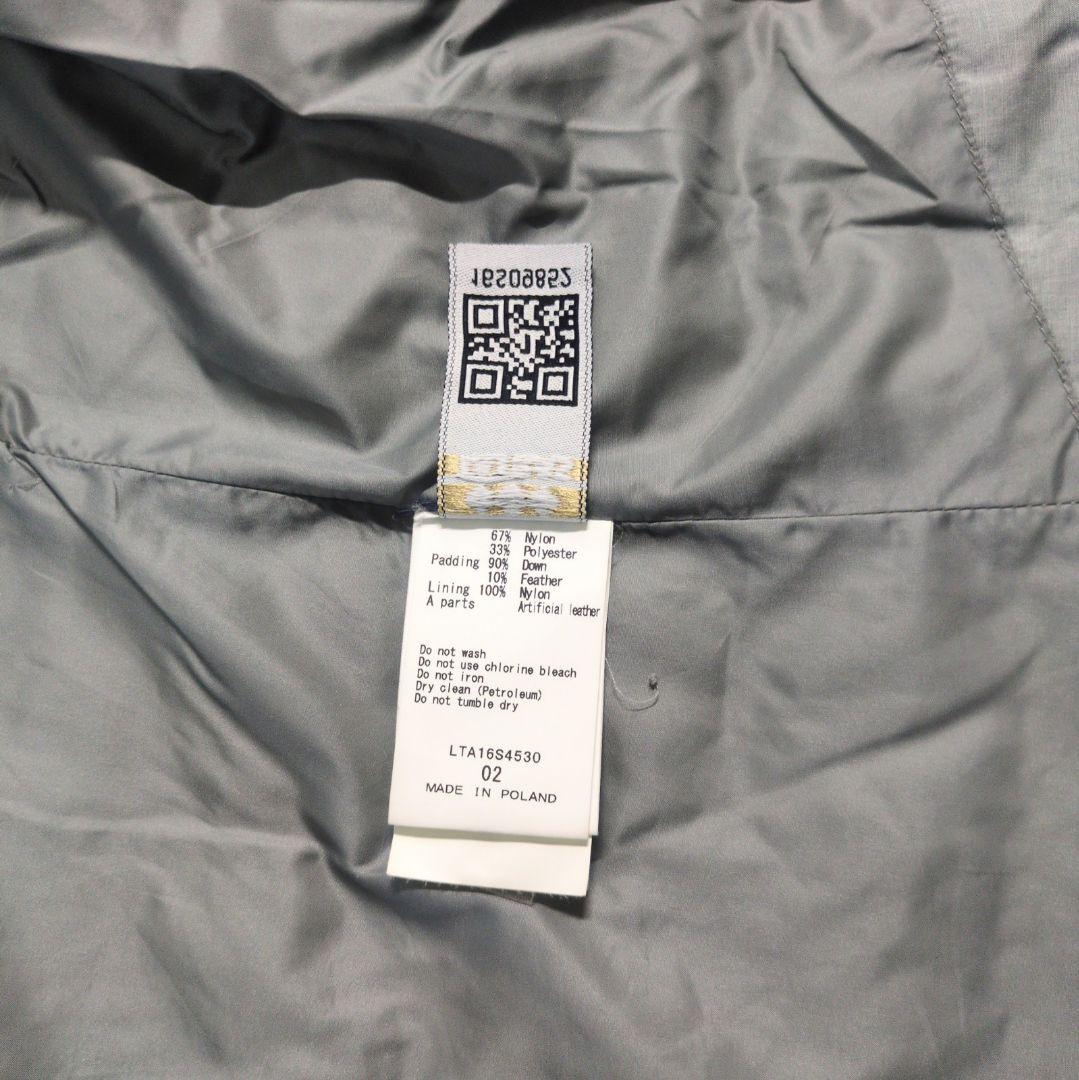 16209852
67% Nylon
33% Polyester
Padding 90% Down
10% Feather
Lining 100% Nylon
A parts Artificial leather
Do not wash
Do not use chlorine bleach
Do not iron
Dry clean (Petroleum)
Do not tumble dry
LTA16S4530
02
MADE IN POLAND